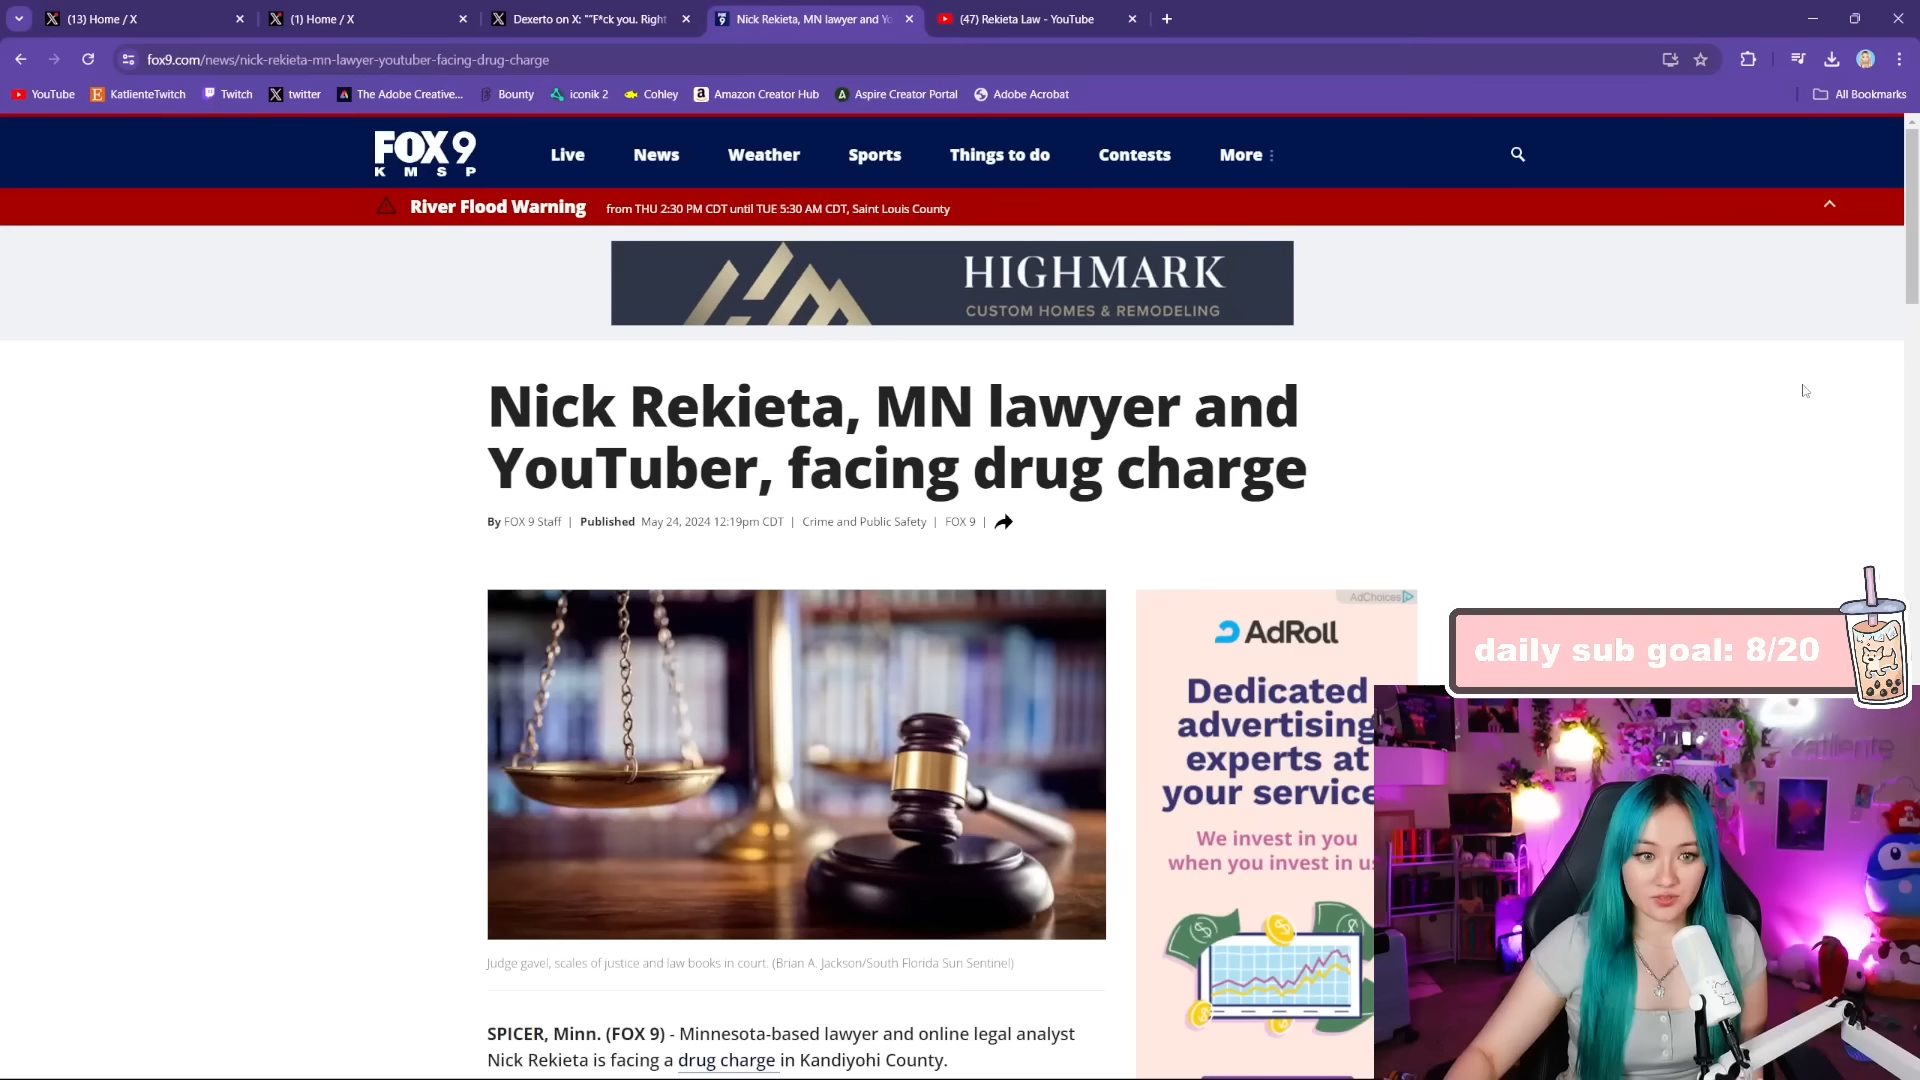 (13) Home / X
(1) Home / X
Dexerto on X: ""F*ck you. Right
Nick Rekieta, MN lawyer and Yo
(47) Rekieta Law - YouTube
fox9.com/news/nick-rekieta-mn-lawyer-youtuber-facing-drug-charge
YouTube
KatlienteTwitch
Twitch
twitter
The Adobe Creative...
Bounty
iconik 2
Cohley
Amazon Creator Hub
Aspire Creator Portal
Adobe Acrobat
All Bookmarks
FOX 9
KMSP
Live
News
Weather
Sports
Things to do
Contests
More
River Flood Warning from THU 2:30 PM CDT until TUE 5:30 AM CDT, Saint Louis County
HIGHMARK
CUSTOM HOMES & REMODELING
Nick Rekieta, MN lawyer and
YouTuber, facing drug charge
By FOX 9 Staff | Published May 24, 2024 12:19pm CDT | Crime and Public Safety | FOX 9 |
AdChoices
AdRoll
Dedicated
advertising
experts at
your service
We invest in you
when you invest in us
daily sub goal: 8/20
katliente
Judge gavel, scales of justice and law books in court. (Brian A. Jackson/South Florida Sun Sentinel)
SPICER, Minn. (FOX 9) - Minnesota-based lawyer and online legal analyst
Nick Rekieta is facing a drug charge in Kandiyohi County.